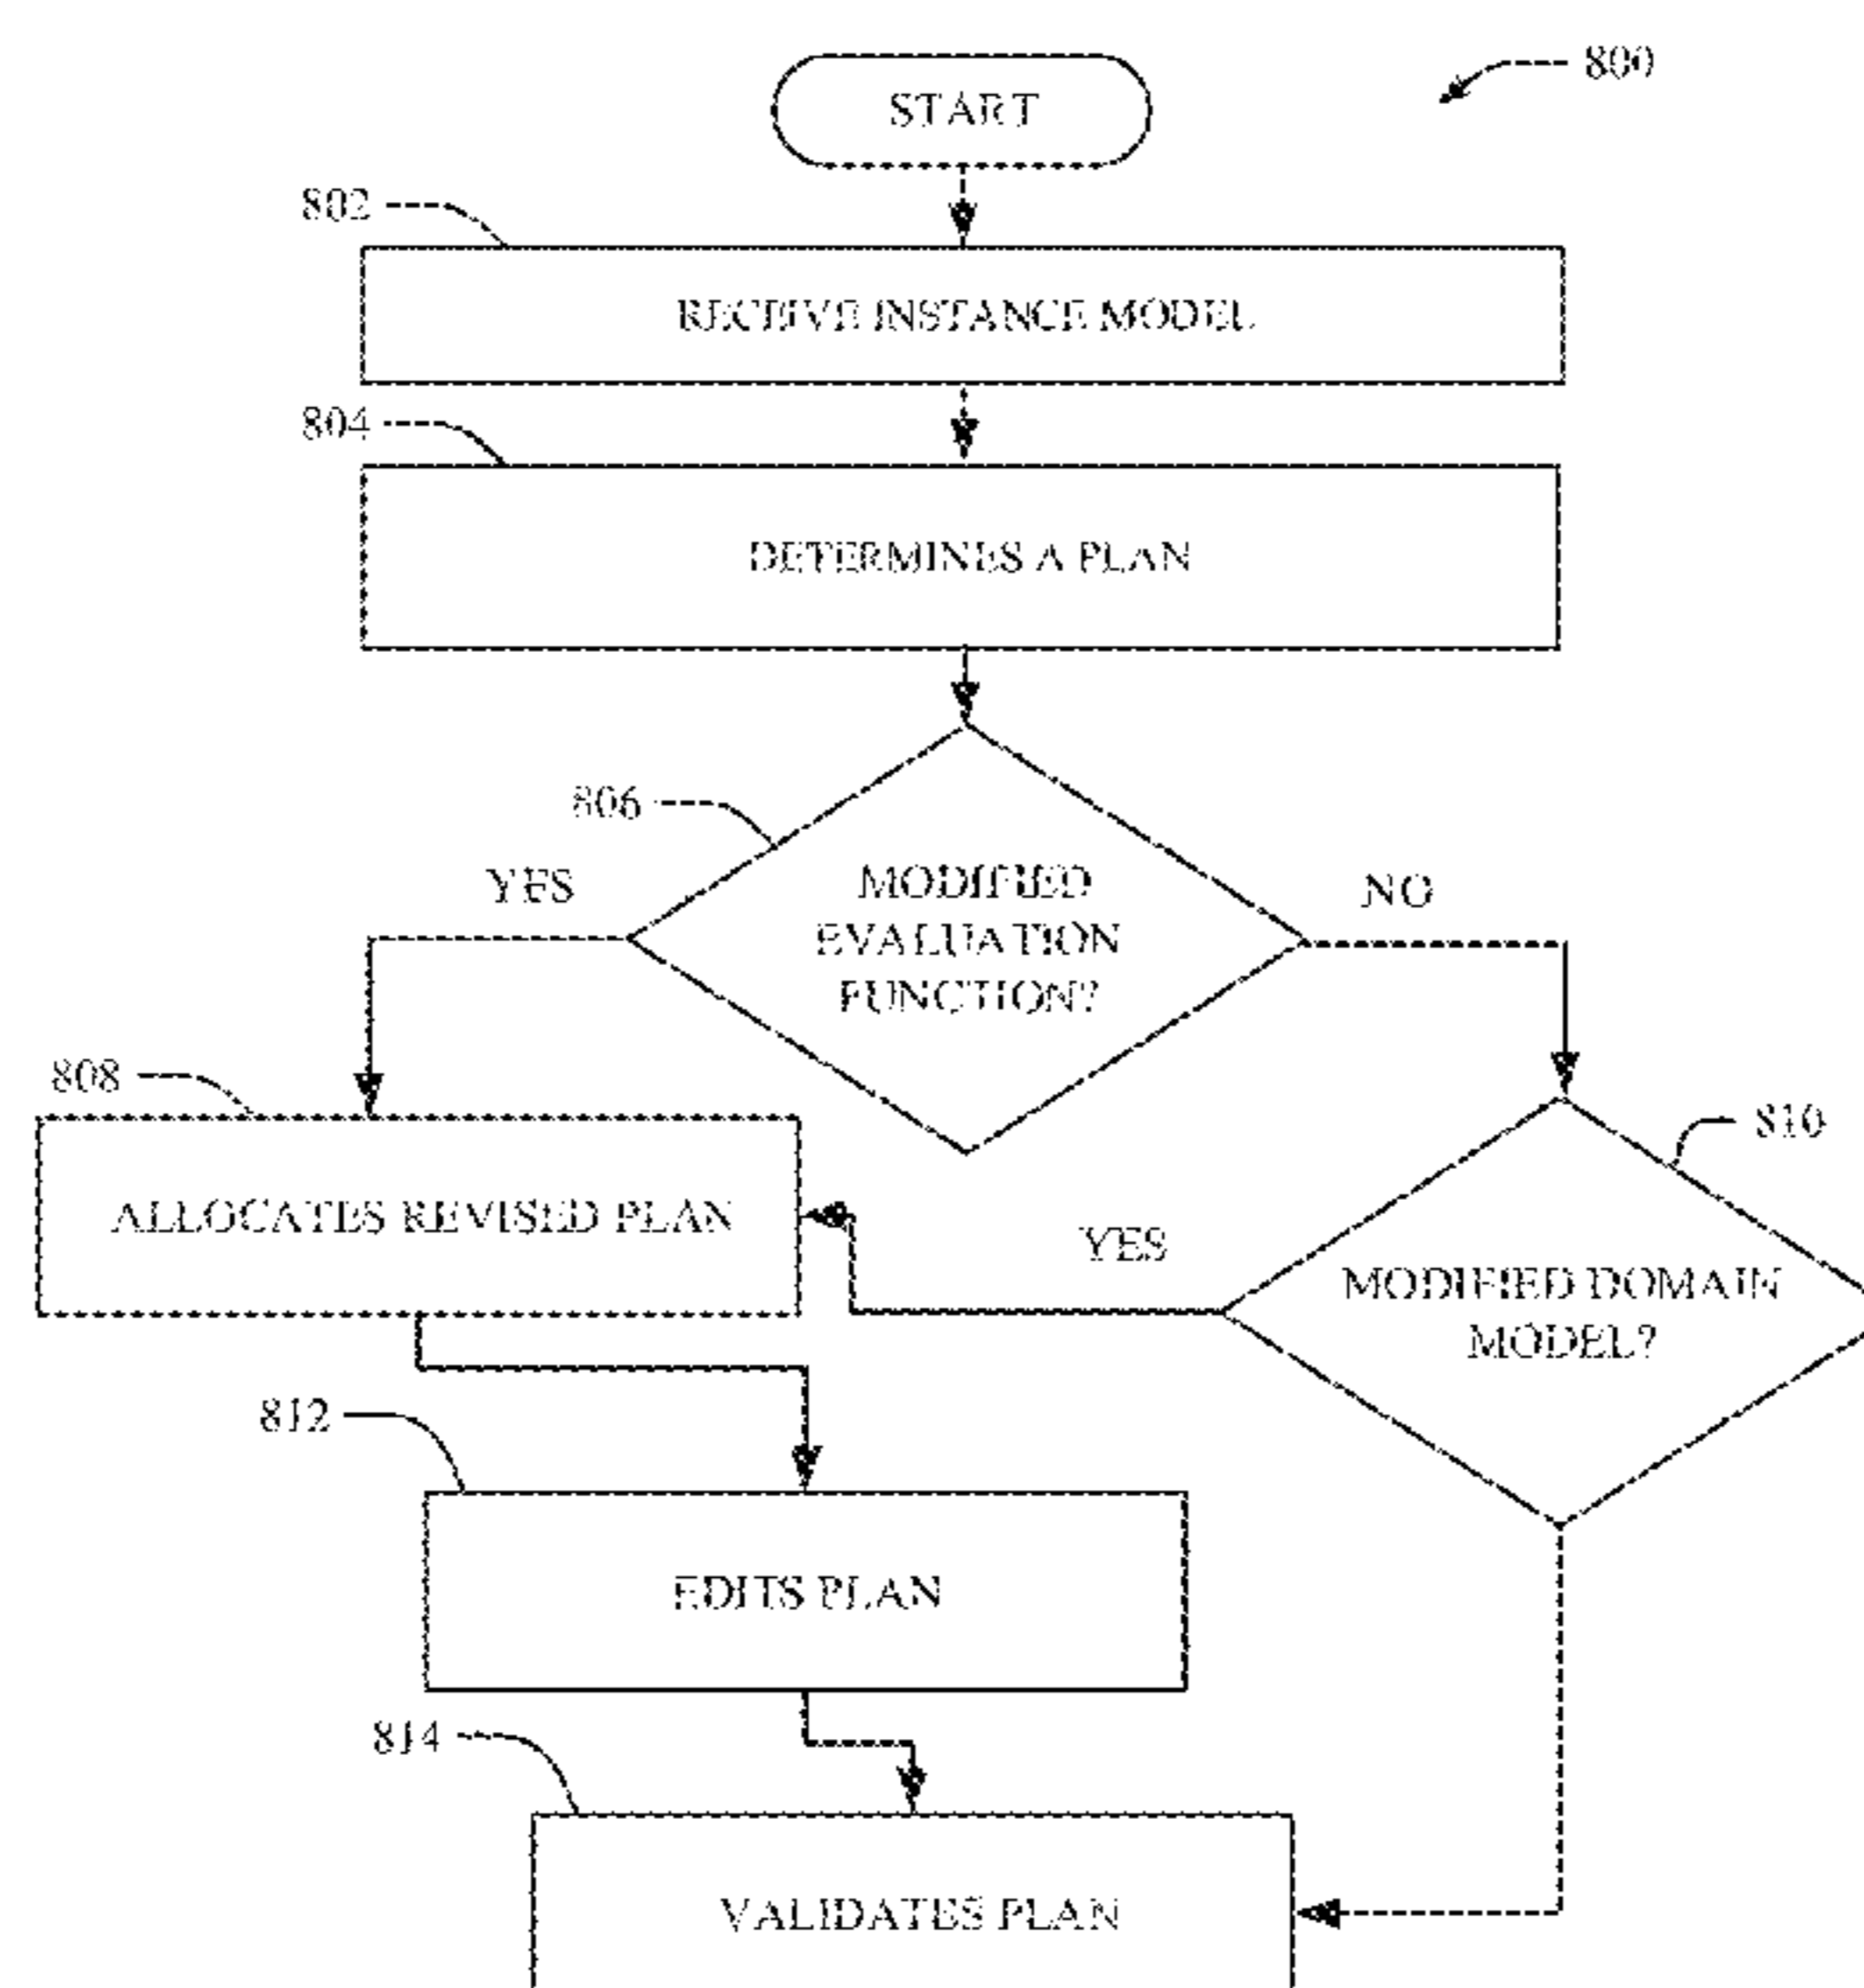 800
START
802
RECEIVE INSTANCE MODEL
804
DETERMINES A PLAN
806
YES
MODIFIED
EVALUATION
FUNCTION?
NO
808
810
ALLOCATES REVISED PLAN
YES
MODIFIED DOMAIN
MODEL?
812
EDITS PLAN
814
VALIDATES PLAN